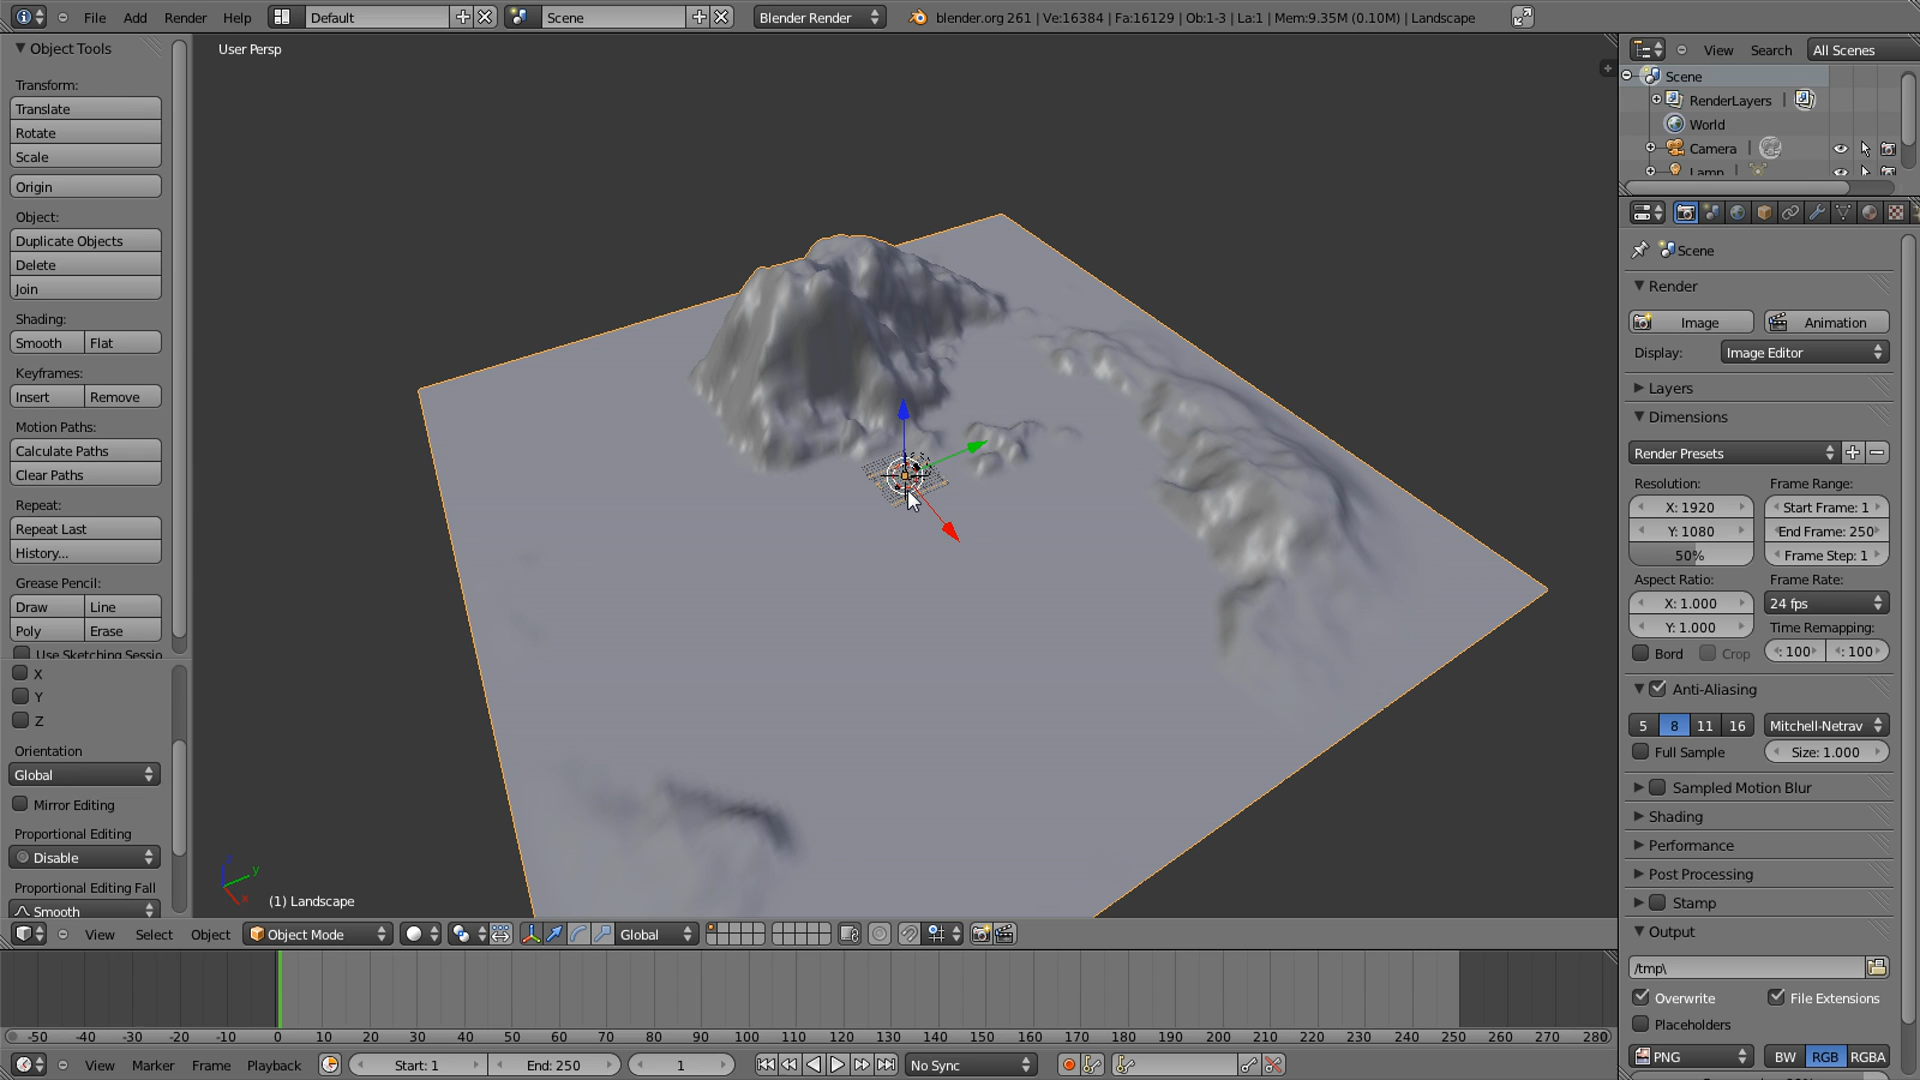 File Add Render Help Default Scene Blender Render blender.org 261 | Ve:16384 | Fa:16129 | Ob:1-3 | La:1 | Mem:9.35M (0.10M) | Landscape
Object Tools
Transform:
Translate
Rotate
Scale
Origin
Object:
Duplicate Objects
Delete
Join
Shading:
Smooth Flat
Keyframes:
Insert Remove
Motion Paths:
Calculate Paths
Clear Paths
Repeat:
Repeat Last
History...
Grease Pencil:
Draw Line
Poly Erase
Use Sketching Sessio
X
Y
Z
Orientation
Global
Mirror Editing
Proportional Editing
Disable
Proportional Editing Fall
Smooth
User Persp
z
y
x
(1) Landscape
View Select Object Object Mode Global
-50 -40 -30 -20 -10 0 10 20 30 40 50 60 70 80 90 100 110 120 130 140 150 160 170 180 190 200 210 220 230 240 250 260 270 280
View Marker Frame Playback Start: 1 End: 250 1 No Sync
View Search All Scenes
Scene
RenderLayers |
World
Camera |
Lamp |
Scene
Render
Image Animation
Display: Image Editor
Layers
Dimensions
Render Presets
Resolution: Frame Range:
X: 1920 Start Frame: 1
Y: 1080 End Frame: 250
50% Frame Step: 1
Aspect Ratio: Frame Rate:
X: 1.000 24 fps
Y: 1.000 Time Remapping:
Bord Crop : 100 : 100
Anti-Aliasing
5 8 11 16 Mitchell-Netrav
Full Sample Size: 1.000
Sampled Motion Blur
Shading
Performance
Post Processing
Stamp
Output
/tmp\
Overwrite File Extensions
Placeholders
PNG BW RGB RGBA